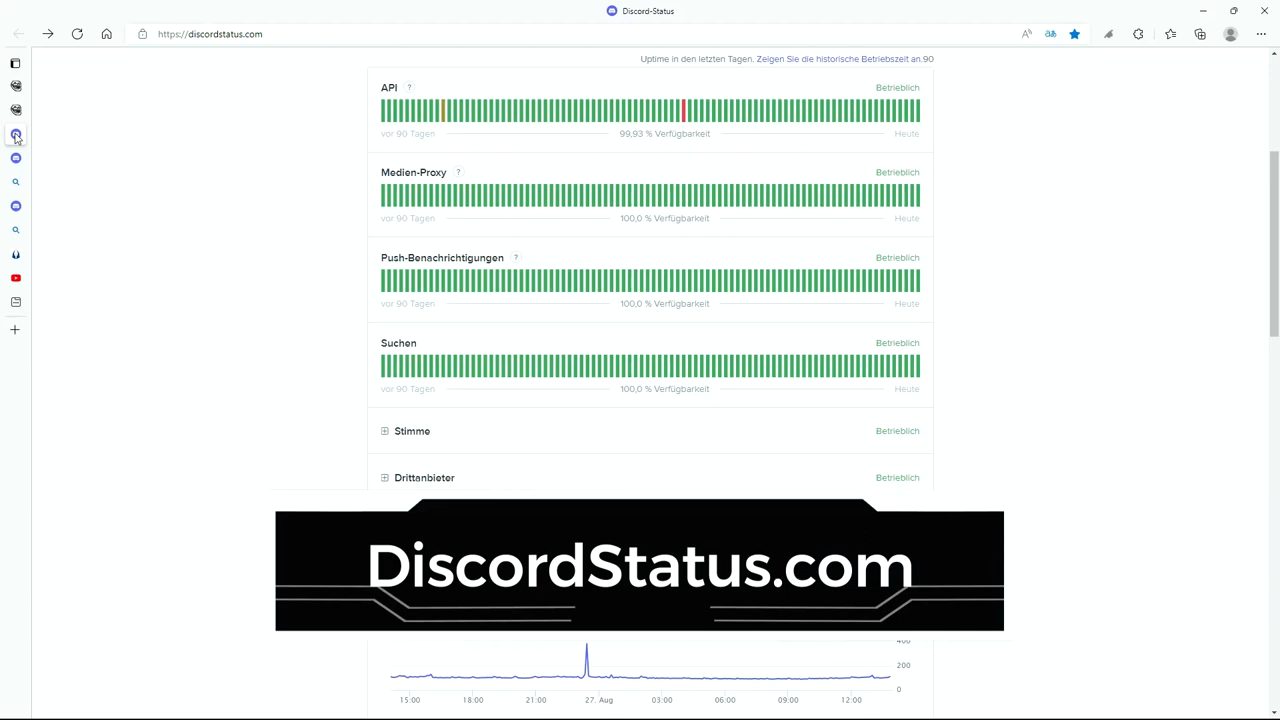 Discord-Status
https://discordstatus.com
Uptime in den letzten Tagen. Zeigen Sie die historische Betriebszeit an.90
API ? Betrieblich
vor 90 Tagen 99,93 % Verfügbarkeit Heute
Medien-Proxy ? Betrieblich
vor 90 Tagen 100,0 % Verfügbarkeit Heute
Push-Benachrichtigungen ? Betrieblich
vor 90 Tagen 100,0 % Verfügbarkeit Heute
Suchen Betrieblich
vor 90 Tagen 100,0 % Verfügbarkeit Heute
Stimme Betrieblich
Drittanbieter Betrieblich
DiscordStatus.com
400
200
0
15:00 18:00 21:00 27. Aug 03:00 06:00 09:00 12:00